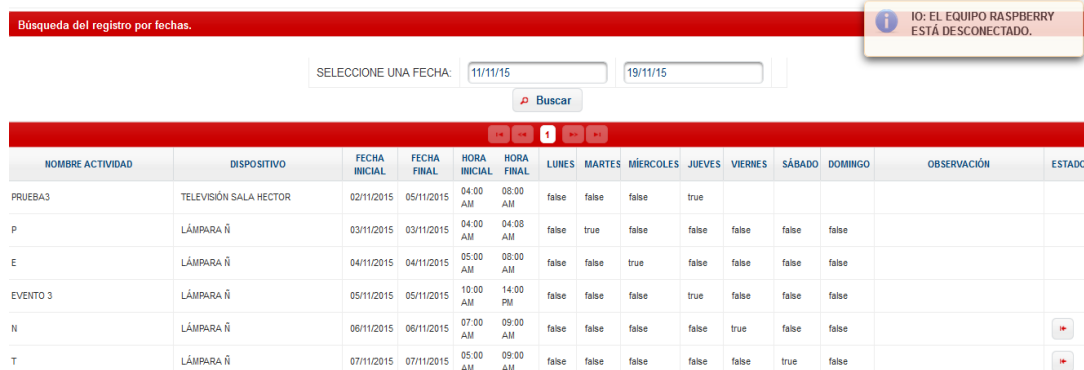 Búsqueda del registro por fechas.
IO: EL EQUIPO RASPBERRY
ESTÁ DESCONECTADO.
SELECCIONE UNA FECHA: 11/11/15 19/11/15
Buscar
1
NOMBRE ACTIVIDAD DISPOSITIVO FECHA INICIAL FECHA FINAL HORA INICIAL HORA FINAL LUNES MARTES MÍERCOLES JUEVES VIERNES SÁBADO DOMINGO OBSERVACIÓN ESTADO
PRUEBA3 TELEVISIÓN SALA HECTOR 02/11/2015 05/11/2015 04:00 AM 08:00 AM false false false true
P LÁMPARA Ñ 03/11/2015 03/11/2015 04:00 AM 04:08 AM false true false false false false false
E LÁMPARA Ñ 04/11/2015 04/11/2015 05:00 AM 08:00 AM false false true false false false false
EVENTO 3 LÁMPARA Ñ 05/11/2015 05/11/2015 10:00 AM 14:00 PM false false false true false false false
N LÁMPARA Ñ 06/11/2015 06/11/2015 07:00 AM 09:00 AM false false false false true false false
T LÁMPARA Ñ 07/11/2015 07/11/2015 05:00 AM 09:00 AM false false false false false true false